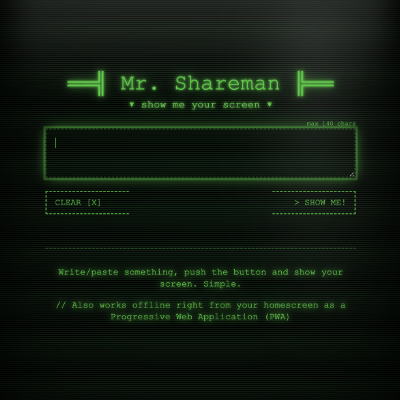 ╣ Mr. Shareman ╠
▼ show me your screen ▼
max 140 chars
CLEAR [X]
> SHOW ME!
Write/paste something, push the button and show your
screen. Simple.
// Also works offline right from your homescreen as a
Progressive Web Application (PWA)